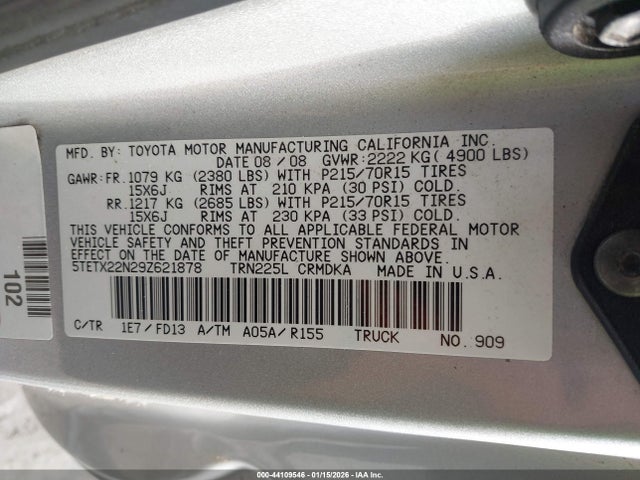 MFD. BY: TOYOTA MOTOR MANUFACTURING CALIFORNIA INC.
DATE 08/08 GVWR: 2222 KG( 4900 LBS)
GAWR: FR. 1079 KG (2380 LBS) WITH P215/70R15 TIRES
15X6J RIMS AT 210 KPA (30 PSI) COLD.
RR. 1217 KG (2685 LBS) WITH P215/70R15 TIRES
15X6J RIMS AT 230 KPA (33 PSI) COLD.
THIS VEHICLE CONFORMS TO ALL APPLICABLE FEDERAL MOTOR
VEHICLE SAFETY AND THEFT PREVENTION STANDARDS IN
EFFECT ON THE DATE OF MANUFACTURE SHOWN ABOVE.
5TETX22N29Z621878 TRN225L CRMDKA MADE IN U.S.A.
C/TR 1E7/FD13 A/TM A05A/R155 TRUCK NO. 909
102
000-44109546 - 01/15/2026 - IAA Inc.